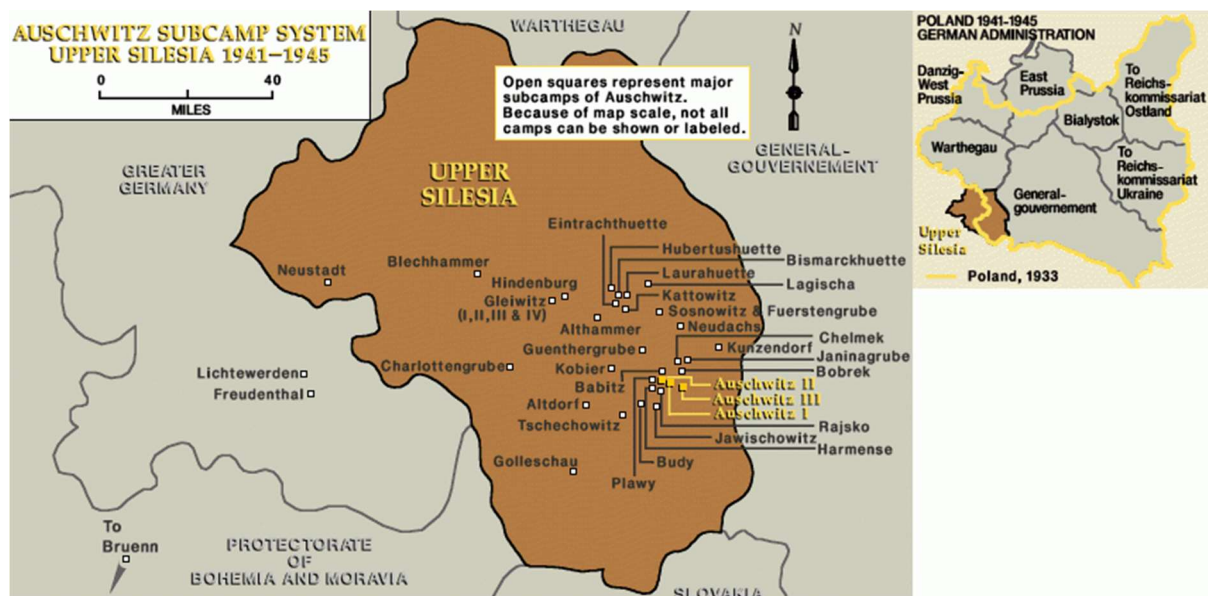 AUSCHWITZ SUBCAMP SYSTEM
UPPER SILESIA 1941–1945
0 40
MILES
WARTHEGAU
Open squares represent major
subcamps of Auschwitz.
Because of map scale, not all
camps can be shown or labeled.
N
GREATER
GERMANY
GENERAL-
GOUVERNEMENT
UPPER
SILESIA
Eintrachthuette
Hubertushuette
Bismarckhuette
Laurahuette
Lagischa
Kattowitz
Sosnowitz & Fuerstengrube
Neudachs
Neustadt
Blechhammer
Hindenburg
Gleiwitz
(I,II,III & IV)
Althammer
Chelmek
Guenthergrube
Kunzendorf
Janinagrube
Bobrek
Charlottengrube
Kobier
Babitz
Lichtewerden
Freudenthal
Auschwitz II
Auschwitz III
Auschwitz I
Altdorf
Tschechowitz
Rajsko
Jawischowitz
Harmense
Golleschau
Budy
Plawy
To
Bruenn
PROTECTORATE
OF
BOHEMIA AND MORAVIA
SLOVAKIA
POLAND 1941-1945
GERMAN ADMINISTRATION
Danzig-
West
Prussia
East
Prussia
To
Reichs-
kommissariat
Ostland
Bialystok
Warthegau
To
Reichs-
kommissariat
Ukraine
General-
gouvernement
Upper
Silesia
Poland, 1933